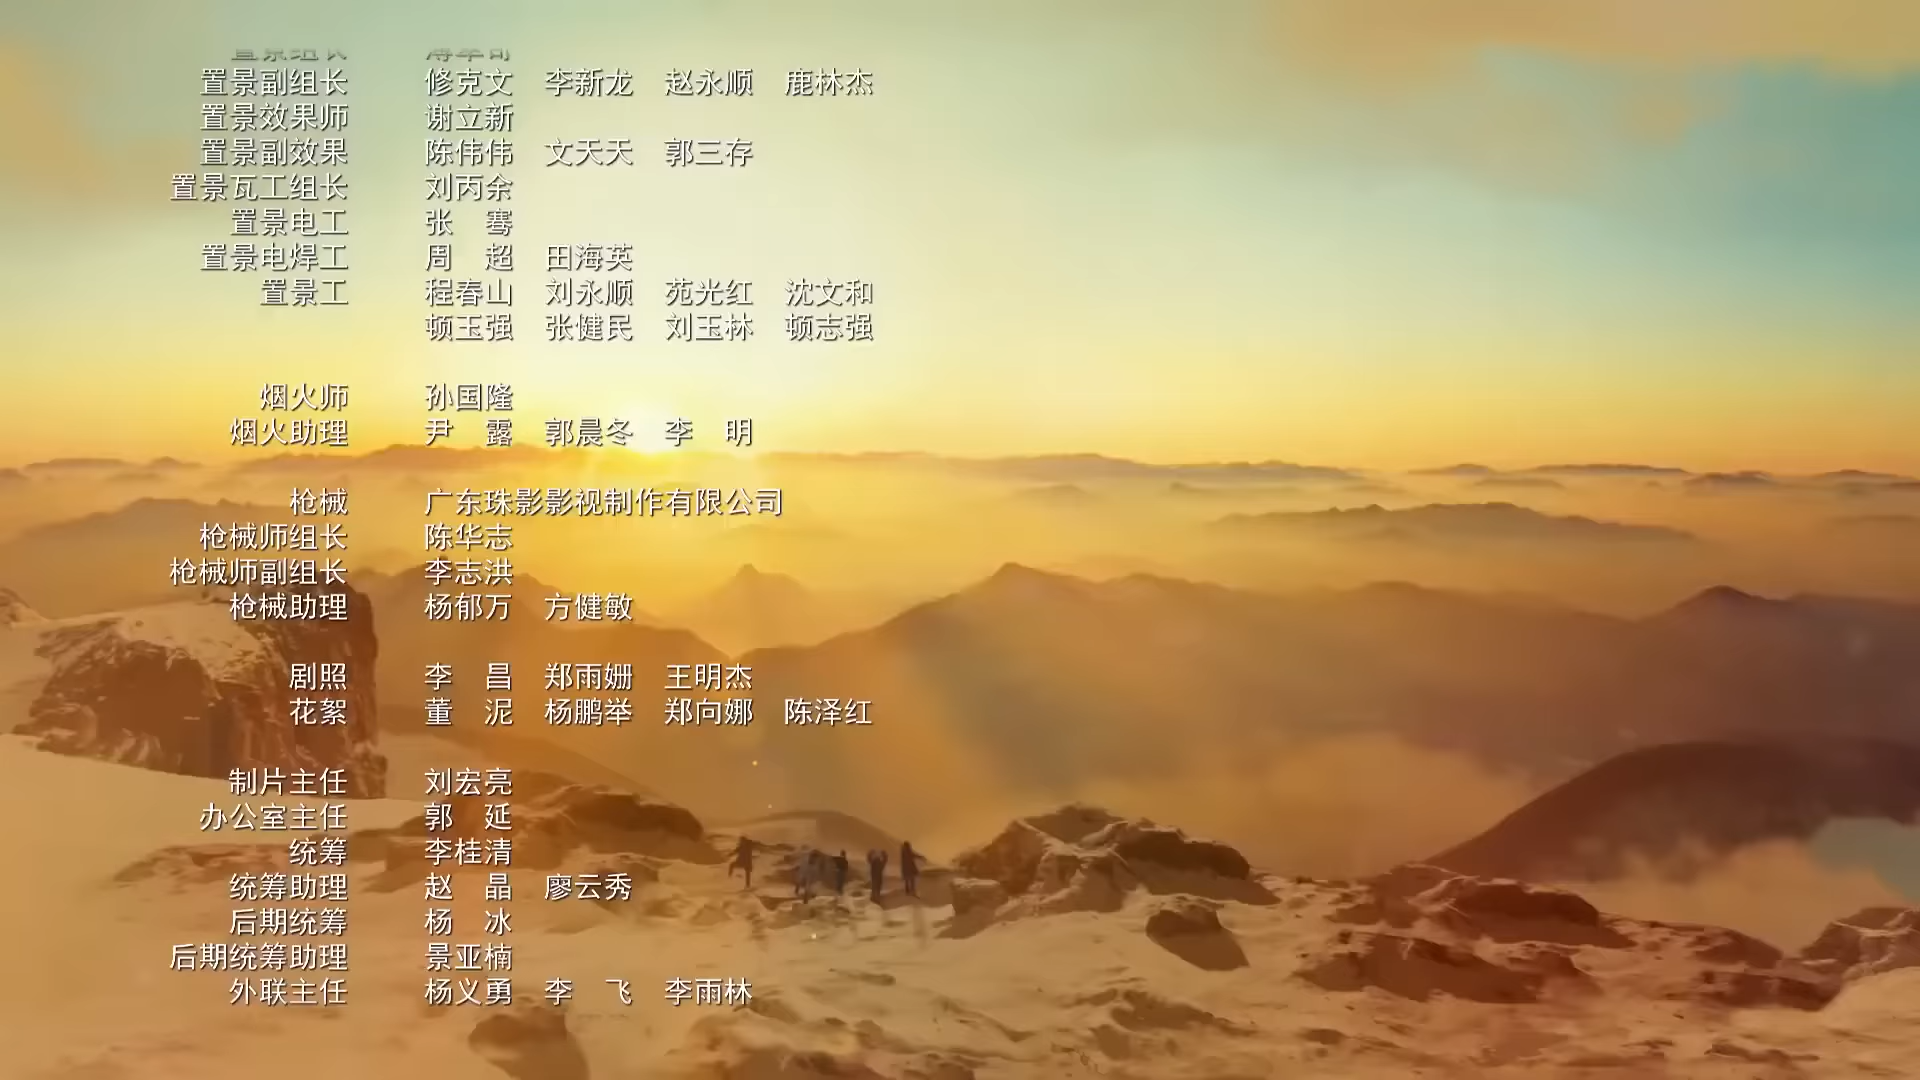 置景组长
置景副组长 修克文 李新龙 赵永顺 鹿林杰
置景效果师 谢立新
置景副效果 陈伟伟 文天天 郭三存
置景瓦工组长 刘丙余
置景电工 张 骞
置景电焊工 周 超 田海英
置景工 程春山 刘永顺 苑光红 沈文和
顿玉强 张健民 刘玉林 顿志强
烟火师 孙国隆
烟火助理 尹 露 郭晨冬 李 明
枪械 广东珠影影视制作有限公司
枪械师组长 陈华志
枪械师副组长 李志洪
枪械助理 杨郁万 方健敏
剧照 李 昌 郑雨姗 王明杰
花絮 董 泥 杨鹏举 郑向娜 陈泽红
制片主任 刘宏亮
办公室主任 郭 延
统筹 李桂清
统筹助理 赵 晶 廖云秀
后期统筹 杨 冰
后期统筹助理 景亚楠
外联主任 杨义勇 李 飞 李雨林